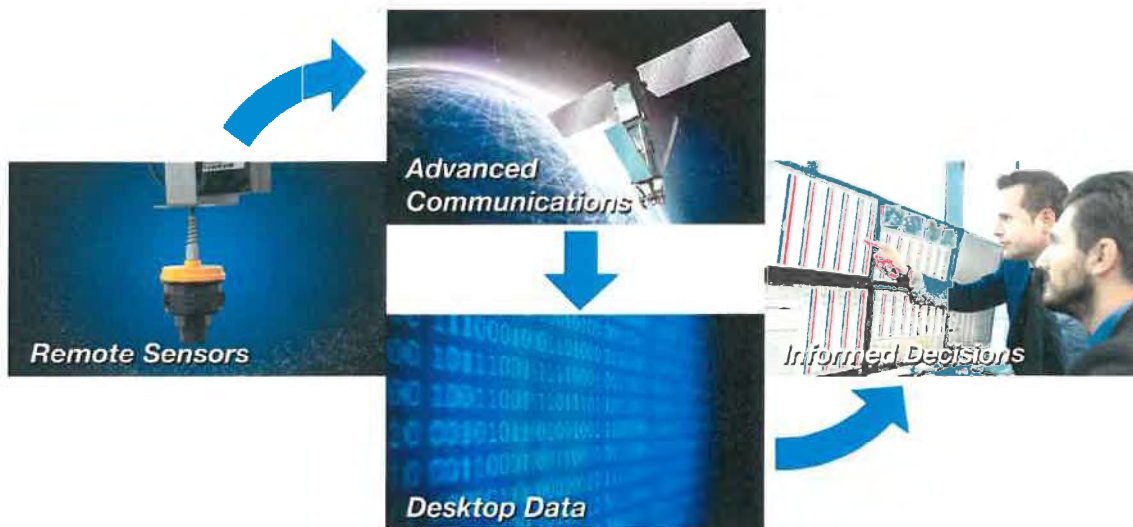 Advanced
Communications
Remote Sensors
Informed Decisions
Desktop Data